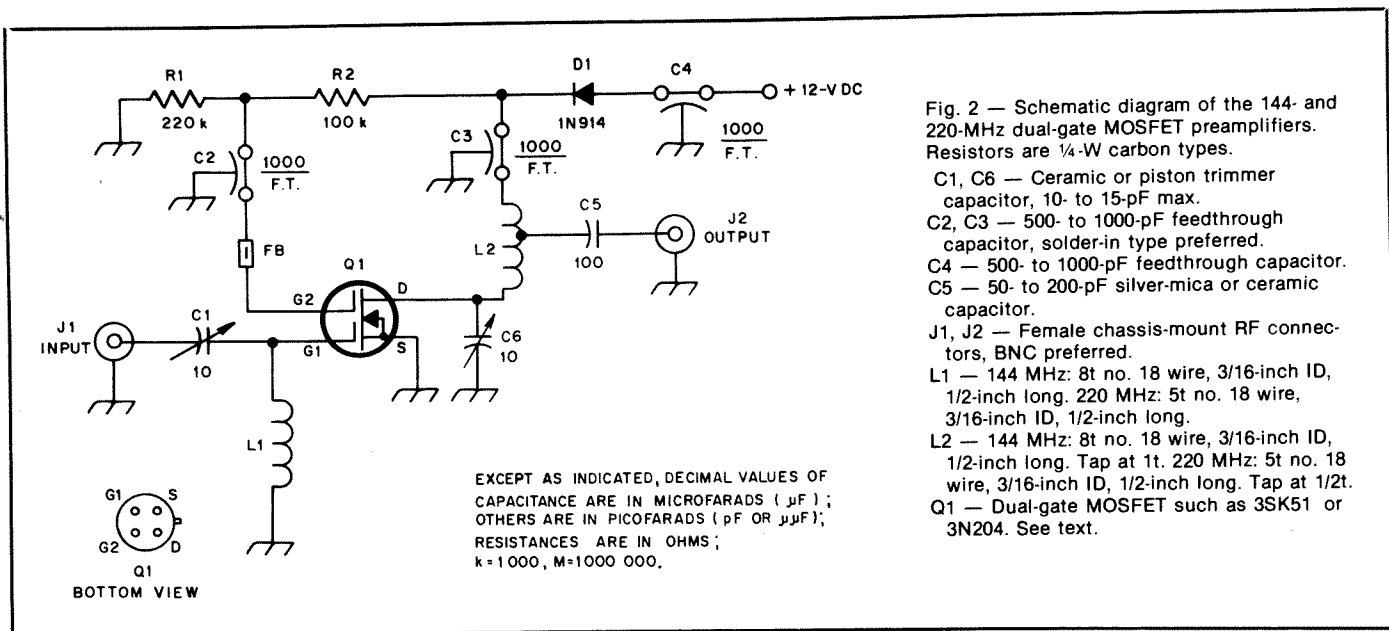 R1
220 k
R2
100 k
D1
1N914
C4
1000
F.T.
+ 12-V DC
C2
1000
F.T.
C3
1000
F.T.
FB
L2
C5
100
J2
OUTPUT
Q1
G2
D
G1
S
J1
INPUT
C1
10
C6
10
L1
G1
S
G2
D
Q1
BOTTOM VIEW
EXCEPT AS INDICATED, DECIMAL VALUES OF
CAPACITANCE ARE IN MICROFARADS ( µF ) ;
OTHERS ARE IN PICOFARADS ( pF OR µµF);
RESISTANCES ARE IN OHMS ;
k=1000, M=1000 000.
Fig. 2 — Schematic diagram of the 144- and
220-MHz dual-gate MOSFET preamplifiers.
Resistors are ¼-W carbon types.
C1, C6 — Ceramic or piston trimmer
capacitor, 10- to 15-pF max.
C2, C3 — 500- to 1000-pF feedthrough
capacitor, solder-in type preferred.
C4 — 500- to 1000-pF feedthrough capacitor.
C5 — 50- to 200-pF silver-mica or ceramic
capacitor.
J1, J2 — Female chassis-mount RF connec-
tors, BNC preferred.
L1 — 144 MHz: 8t no. 18 wire, 3/16-inch ID,
1/2-inch long. 220 MHz: 5t no. 18 wire,
3/16-inch ID, 1/2-inch long.
L2 — 144 MHz: 8t no. 18 wire, 3/16-inch ID,
1/2-inch long. Tap at 1t. 220 MHz: 5t no. 18
wire, 3/16-inch ID, 1/2-inch long. Tap at 1/2t.
Q1 — Dual-gate MOSFET such as 3SK51 or
3N204. See text.